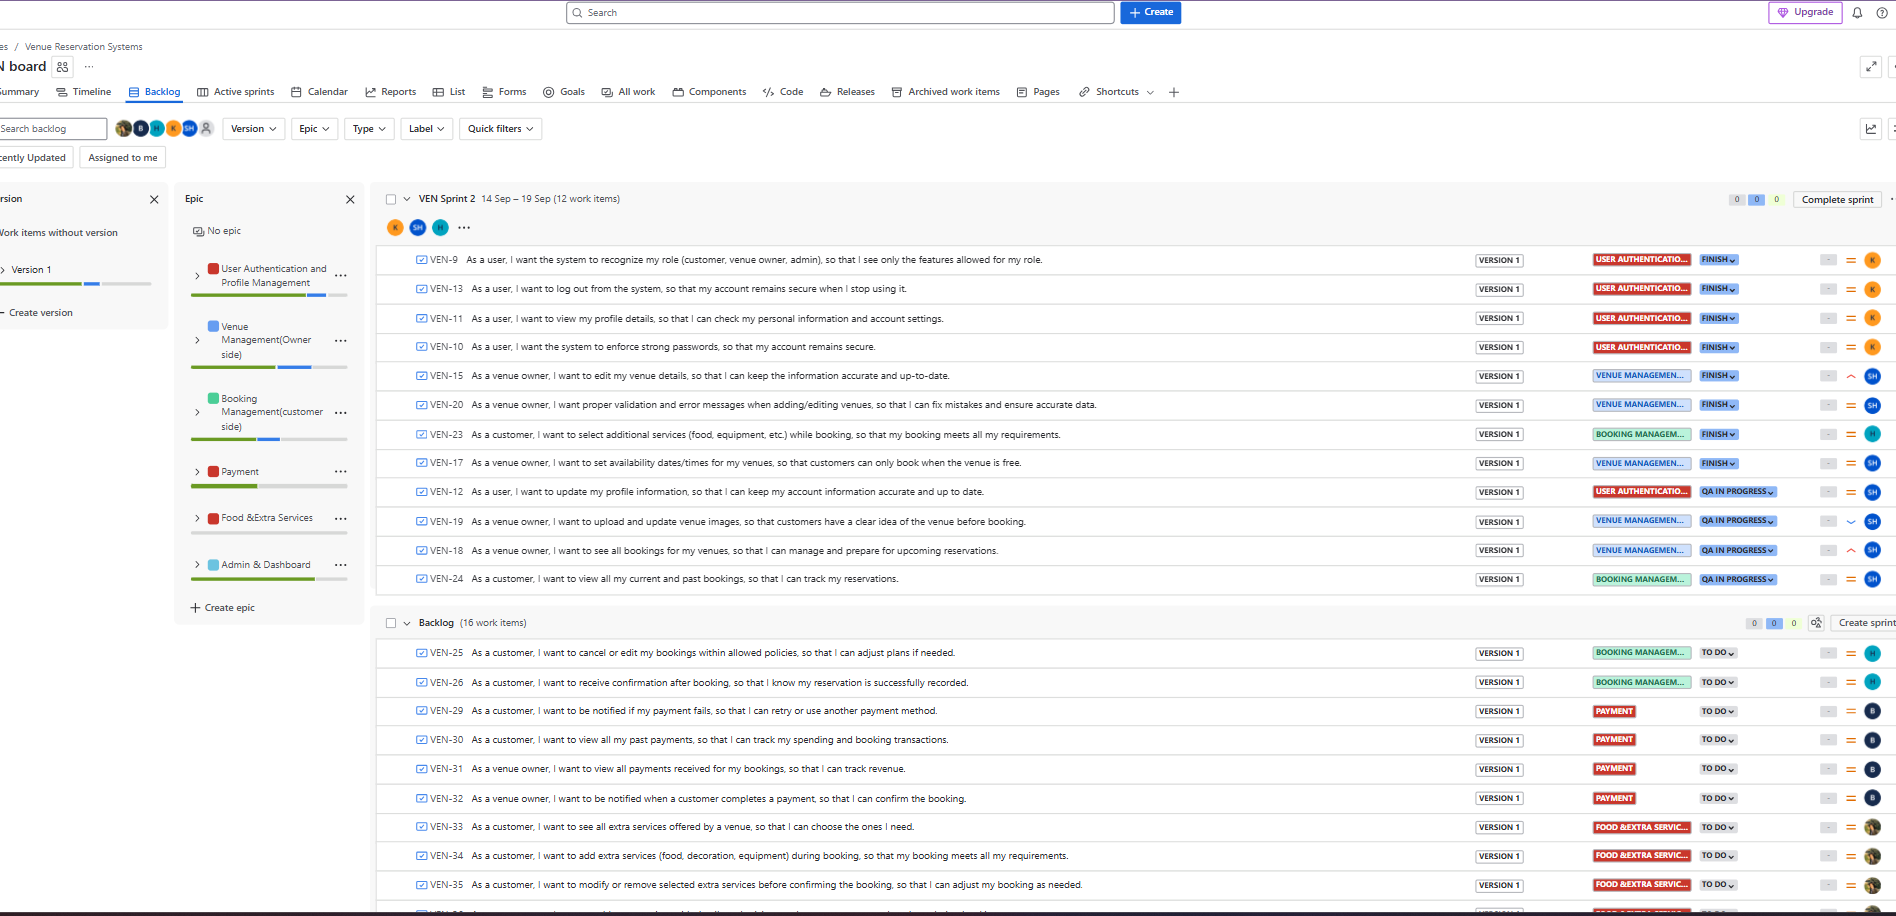 Search
Create
Upgrade
es / Venue Reservation Systems
N board
ummary Timeline Backlog Active sprints Calendar Reports List Forms Goals All work Components Code Releases Archived work items Pages Shortcuts
Search backlog B H K SH Version Epic Type Label Quick filters
cently Updated Assigned to me
rsion
Work items without version
Version 1
Create version
Epic
No epic
User Authentication and
Profile Management
Venue
Management(Owner
side)
Booking
Management(customer
side)
Payment
Food &Extra Services
Admin & Dashboard
Create epic
VEN Sprint 2 14 Sep – 19 Sep (12 work items) 0 0 0 Complete sprint
K SH H
VEN-9 As a user, I want the system to recognize my role (customer, venue owner, admin), so that I see only the features allowed for my role. VERSION 1 USER AUTHENTICATIO... FINISH - K
VEN-13 As a user, I want to log out from the system, so that my account remains secure when I stop using it. VERSION 1 USER AUTHENTICATIO... FINISH - K
VEN-11 As a user, I want to view my profile details, so that I can check my personal information and account settings. VERSION 1 USER AUTHENTICATIO... FINISH - K
VEN-10 As a user, I want the system to enforce strong passwords, so that my account remains secure. VERSION 1 USER AUTHENTICATIO... FINISH - K
VEN-15 As a venue owner, I want to edit my venue details, so that I can keep the information accurate and up-to-date. VERSION 1 VENUE MANAGEMEN... FINISH - SH
VEN-20 As a venue owner, I want proper validation and error messages when adding/editing venues, so that I can fix mistakes and ensure accurate data. VERSION 1 VENUE MANAGEMEN... FINISH - SH
VEN-23 As a customer, I want to select additional services (food, equipment, etc.) while booking, so that my booking meets all my requirements. VERSION 1 BOOKING MANAGEM... FINISH - H
VEN-17 As a venue owner, I want to set availability dates/times for my venues, so that customers can only book when the venue is free. VERSION 1 VENUE MANAGEMEN... FINISH - SH
VEN-12 As a user, I want to update my profile information, so that I can keep my account information accurate and up to date. VERSION 1 USER AUTHENTICATIO... QA IN PROGRESS - SH
VEN-19 As a venue owner, I want to upload and update venue images, so that customers have a clear idea of the venue before booking. VERSION 1 VENUE MANAGEMEN... QA IN PROGRESS - SH
VEN-18 As a venue owner, I want to see all bookings for my venues, so that I can manage and prepare for upcoming reservations. VERSION 1 VENUE MANAGEMEN... QA IN PROGRESS - SH
VEN-24 As a customer, I want to view all my current and past bookings, so that I can track my reservations. VERSION 1 BOOKING MANAGEM... QA IN PROGRESS - SH
Backlog (16 work items) 0 0 0 Create sprint
VEN-25 As a customer, I want to cancel or edit my bookings within allowed policies, so that I can adjust plans if needed. VERSION 1 BOOKING MANAGEM... TO DO - H
VEN-26 As a customer, I want to receive confirmation after booking, so that I know my reservation is successfully recorded. VERSION 1 BOOKING MANAGEM... TO DO - H
VEN-29 As a customer, I want to be notified if my payment fails, so that I can retry or use another payment method. VERSION 1 PAYMENT TO DO - B
VEN-30 As a customer, I want to view all my past payments, so that I can track my spending and booking transactions. VERSION 1 PAYMENT TO DO - B
VEN-31 As a venue owner, I want to view all payments received for my bookings, so that I can track revenue. VERSION 1 PAYMENT TO DO - B
VEN-32 As a venue owner, I want to be notified when a customer completes a payment, so that I can confirm the booking. VERSION 1 PAYMENT TO DO - B
VEN-33 As a customer, I want to see all extra services offered by a venue, so that I can choose the ones I need. VERSION 1 FOOD &EXTRA SERVIC... TO DO -
VEN-34 As a customer, I want to add extra services (food, decoration, equipment) during booking, so that my booking meets all my requirements. VERSION 1 FOOD &EXTRA SERVIC... TO DO -
VEN-35 As a customer, I want to modify or remove selected extra services before confirming the booking, so that I can adjust my booking as needed. VERSION 1 FOOD &EXTRA SERVIC... TO DO -